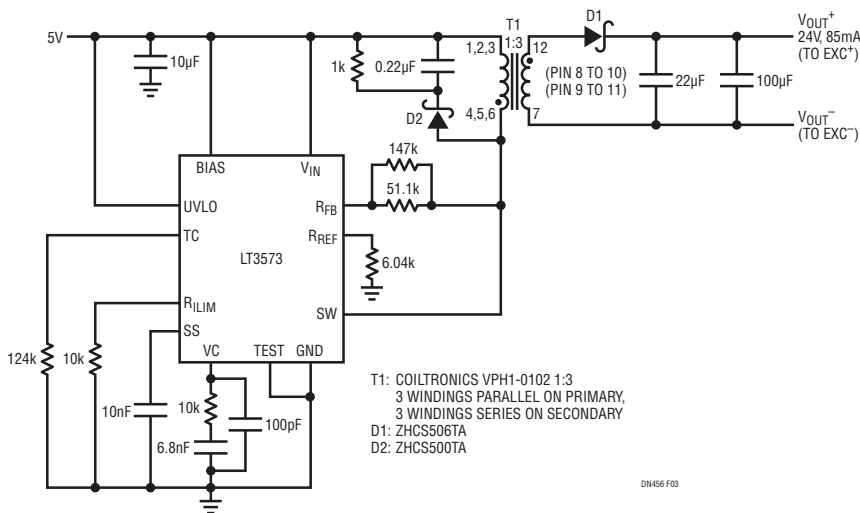 T1
1:3
D1
V_OUT⁺
24V, 85mA
(TO EXC⁺)
5V
10µF
1k
0.22µF
1,2,3
12
(PIN 8 TO 10)
(PIN 9 TO 11)
22µF
100µF
D2
4,5,6
7
V_OUT⁻
(TO EXC⁻)
147k
51.1k
BIAS
V_IN
UVLO
R_FB
TC
R_REF
LT3573
6.04k
R_ILIM
SW
SS
VC
TEST
GND
124k
10k
10nF
10k
100pF
6.8nF
T1: COILTRONICS VPH1-0102 1:3
3 WINDINGS PARALLEL ON PRIMARY,
3 WINDINGS SERIES ON SECONDARY
D1: ZHCS506TA
D2: ZHCS500TA
DN456 F03